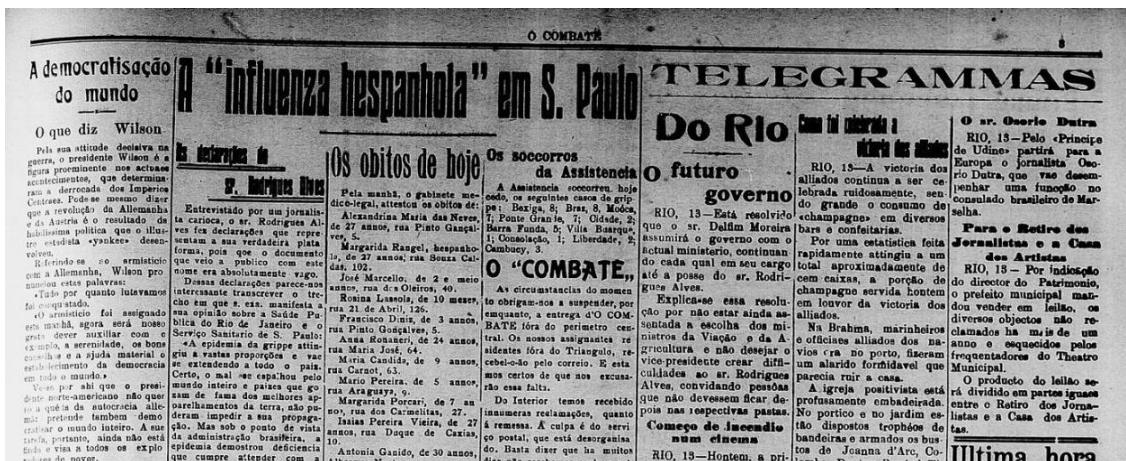 O COMBATE
8
A democratisação
do mundo
O que diz Wilson
Pela sua attitude decisiva na
guerra, o presidente Wilson é a
figura proeminente nos actuaes
acontecimentos, que determina-
ram a derrocada dos Imperios
Centraes. Pode-se mesmo dizer
que a revolução da Allemanha
e da Austria é o resultado da
habilissima politica que o illus-
tre estadista «yankee» desen-
volveu.
Referindo-se ao armisticio
com a Allemanha, Wilson pro
nunciou estas palavras:
«Tudo por quanto luctavamos
foi conquistado.
«O armisticio foi assignado
esta manhã, agora será nosso
dever auxiliar com o
exemplo, a serenidade, os bons
conselhos e a ajuda material o
estabelecimento da democracia
em todo o mundo.»
Ve-se por ahi que o presi-
dente norte-americano não quer
a quéda da autocracia alle-
mã: pretende tambem demo
cratisar o mundo inteiro. A sua
tarefa, portanto, ainda não está
finda e visa a todos os explo
de povos.
A "influenza hespanhola" em S. Paulo
As declarações do
sr. Rodrigues Alves
Entrevistado por um jornalis-
ta carioca, o sr. Rodrigues Al-
ves fez declarações que repre-
sentam a sua verdadeira plata
forma, pois que o documento
que veio a publico com este
nome era absolutamente vago.
Dessas declarações parece-nos
interessante transcrever o tre-
cho em que s. exa. manifesta a
sua opinião sobre a Saúde Pu-
blica do Rio de Janeiro e o
Serviço Sanitario de S. Paulo:
«A epidemia da grippe attin-
giu a vastas proporções e vae
se extendendo a todo o paiz.
Certo, o mal se espalhou pelo
mundo inteiro e paizes que go
zam de fama dos melhores ap-
parelhamentos da terra, não pu-
deram impedir a sua propaga-
ção. Mas sob o ponto de vista
da administração brasileira, a
epidemia demostrou deficiencia
que cumpre attender com a
Os obitos de hoje
Pela manhã, o gabinete me-
dico-legal, attestou os obitos de:
Alexandrina Maria das Neves,
de 27 annos, rua Pinto Gançal-
ves, 5.
Margarida Rangel, hespanho-
la, de 27 annos, rua Souza Cal-
das, 102.
José Marcello, de 2 e meio
annos, rua dos Oleiros, 40.
Rosina Lassola, de 10 mezes,
rua 21 de Abril, 126.
Francisco Diniz, de 3 annos,
rua Pinto Gonçalves, 5.
Anna Ronaneri, de 24 annos,
rua Maria José, 64.
Maria Candida, de 9 annos,
rua Carnot, 63.
Mario Pereira, de 5 annos,
rua Araguaya, 9.
Margarida Porcari, de 7 an
nos, rua dos Carmelitas, 27.
Isaias Pereira Vieira, de 27
annos, rua Duque de Caxias,
10.
Antonia Ganido, de 30 annos,
Os soccorros
da Assistencia
A Assistencia soccorreu, hoje
cedo, os seguintes casos de grip-
pe: Bexiga, 8; Braz, 8, Moóca,
7; Ponte Grande, 7; Cidade, 2;
Barra Funda, 5; Villa Buarque,
1; Consolação, 1; Liberdade, 2;
Cambucy, 3.
O "COMBATE„
As circumstancias do momen
to obrigam-nos a suspender, por
emquanto, a entrega d'O COM-
BATE fóra do perimetro cen-
tral. Os nossos assignantes re
sidentes fóra do Triangulo, re-
cebel-o-ão pelo correio. E esta
mos certos de que nos excusa-
rão essa falta.
Do Interior temos recebido
innumeras reclamações, quanto
á remessa. A culpa é do servi
ço postal, que está desorganisa
do. Basta dizer que ha muitos
TELEGRAMMAS
Do Rio
O futuro
governo
RIO, 13—Está resolvido
que o sr. Delfim Moreira
assumirá o governo com o
actual ministerio, continuan-
do cada qual em seu cargo
até a posse do sr. Rodri-
gues Alves.
Explica-se essa resolu-
ção por não estar ainda as-
sentada a escolha dos mi-
nistros da Viação e da A-
gricultura e não desejar o
vice-presidente crear diffi-
culdades ao sr. Rodrigues
Alves, convidando pessôas
que não devessem ficar de-
pois nas respectivas pastas.
Começo de incendio
num cinema
RIO, 13—Hontem, a pri-
Como foi celebrada a
victoria dos alliados
RIO, 13—A victoria dos
alliados continua a ser ce-
lebrada ruidosamente, sen-
do grande o consumo de
«champagne» em diversos
bars e confeitarias.
Por uma estatistica feita
rapidamente attingiu a um
total aproximadamente de
cem caixas, a porção de
champagne servida hontem
em louvor da victoria dos
alliados.
Na Brahma, marinheiros
e officiaes alliados dos na-
vios ora no porto, fizeram
um alarido formidavel que
parecia ruir a casa.
A igreja positivista está
profusamente embadeirada.
No portico e no jardim es-
tão dispostos trophéos de
bandeiras e armados os bus-
tos de Joanna d'Arc, Co-
O sr. Osorio Dutra
RIO, 13—Pelo «Principe
de Udine» partirá para a
Europa o jornalista Oso-
rio Dutra, que vae desem-
penhar uma funcção no
consulado brasileiro de Mar-
selha.
Para o Retiro dos
Jornalistas e a Casa
dos Artistas
RIO, 13 — Por indicação
do director do Patrimonio,
o prefeito municipal man-
dou vender em leilão, os
diversos objectos não re-
clamados ha mais de um
anno e esquecidos pelos
frequentadores do Theatro
Municipal.
O producto do leilão se-
rá dividido em partes iguaes
entre o Retiro dos Jorna-
listas e a Casa dos Artis-
tas.
Ultima hora